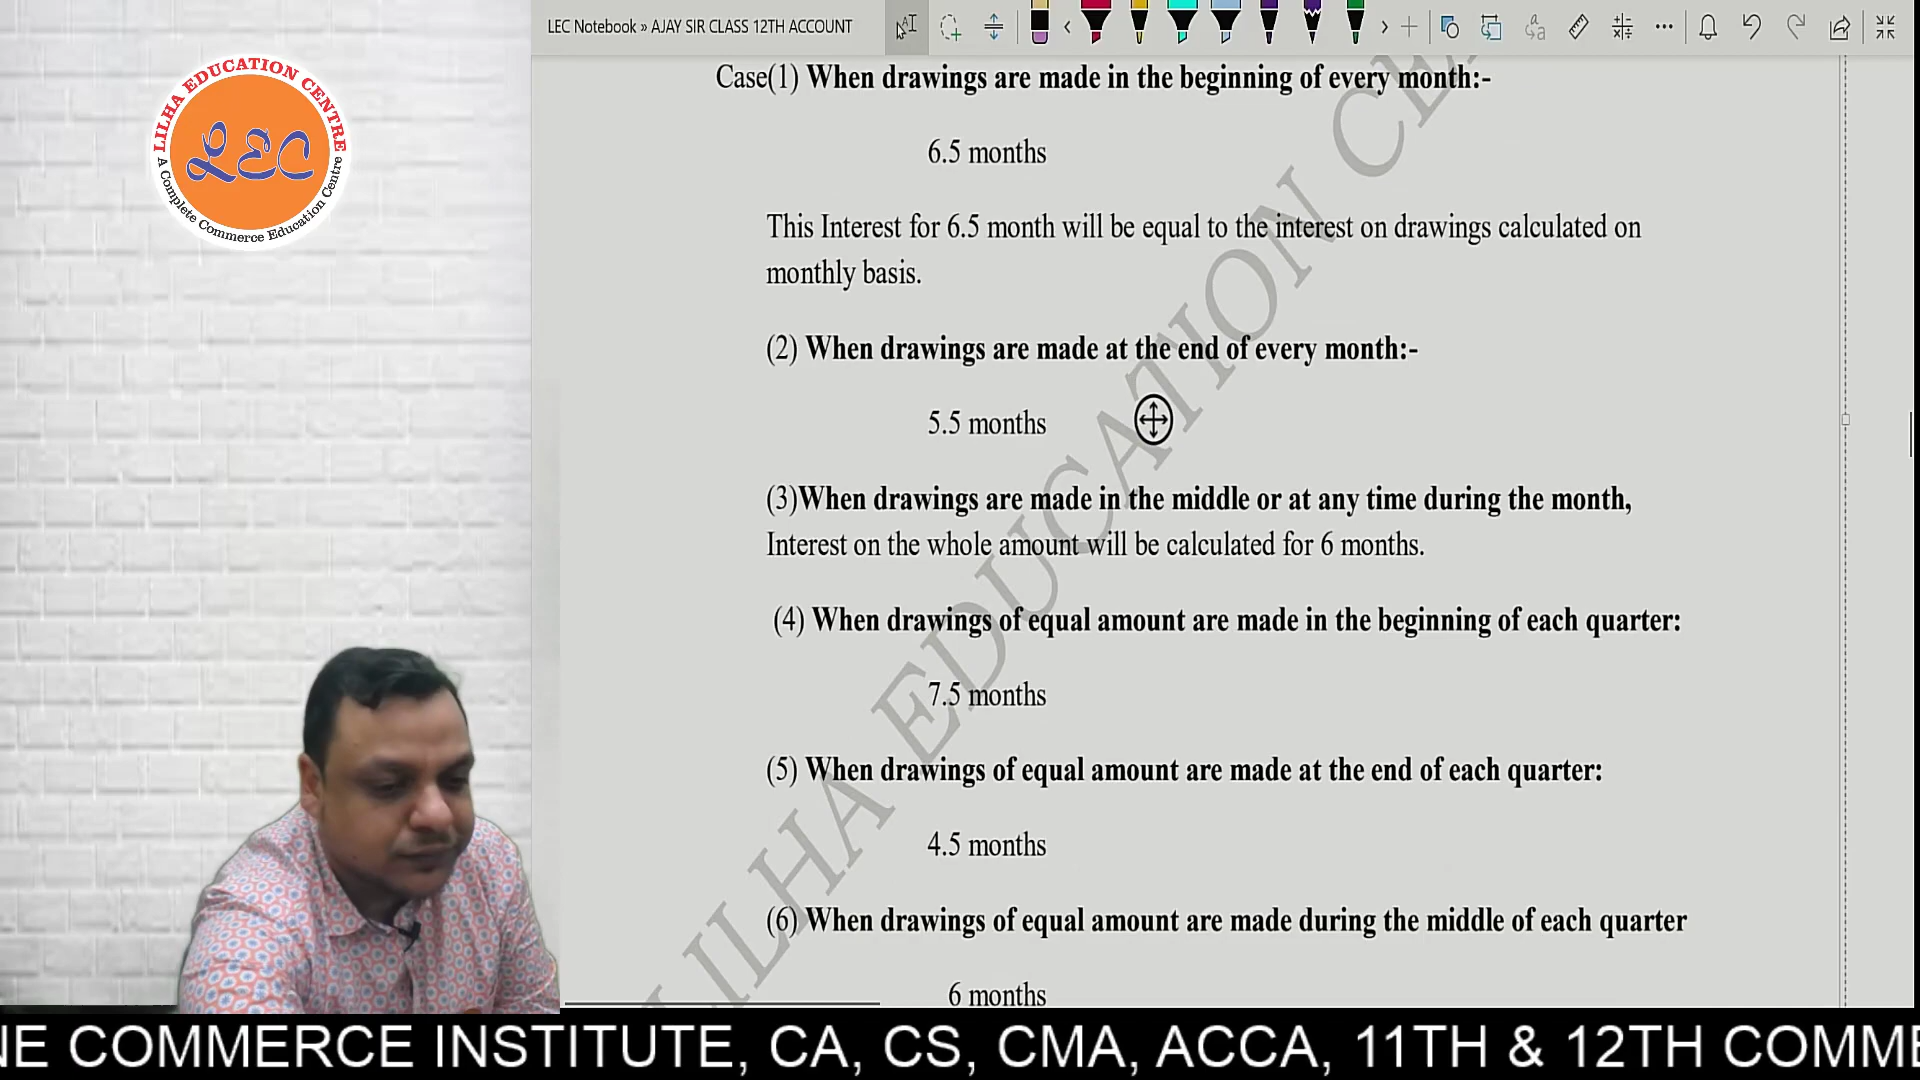 LEC Notebook » AJAY SIR CLASS 12TH ACCOUNT
LILHA EDUCATION CENTRE
LEC
A Complete Commerce Education Centre
Case(1) When drawings are made in the beginning of every month:-
6.5 months
This Interest for 6.5 month will be equal to the interest on drawings calculated on
monthly basis.
(2) When drawings are made at the end of every month:-
5.5 months
(3)When drawings are made in the middle or at any time during the month,
Interest on the whole amount will be calculated for 6 months.
(4) When drawings of equal amount are made in the beginning of each quarter:
7.5 months
(5) When drawings of equal amount are made at the end of each quarter:
4.5 months
(6) When drawings of equal amount are made during the middle of each quarter
6 months
LILHA EDUCATION CE
NE COMMERCE INSTITUTE, CA, CS, CMA, ACCA, 11TH & 12TH COMME